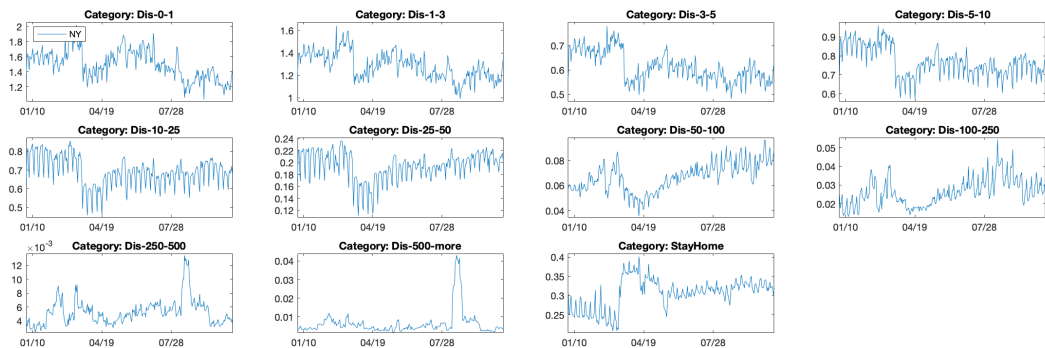 Category: Dis-0-1
2
1.8
1.6
1.4
1.2
NY
01/10 04/19 07/28
Category: Dis-1-3
1.6
1.4
1.2
1
01/10 04/19 07/28
Category: Dis-3-5
0.7
0.6
0.5
01/10 04/19 07/28
Category: Dis-5-10
0.9
0.8
0.7
0.6
01/10 04/19 07/28
Category: Dis-10-25
0.8
0.7
0.6
0.5
01/10 04/19 07/28
Category: Dis-25-50
0.24
0.22
0.2
0.18
0.16
0.14
0.12
01/10 04/19 07/28
Category: Dis-50-100
0.08
0.06
0.04
01/10 04/19 07/28
Category: Dis-100-250
0.05
0.04
0.03
0.02
01/10 04/19 07/28
Category: Dis-250-500
×10⁻³
12
10
8
6
4
01/10 04/19 07/28
Category: Dis-500-more
0.04
0.03
0.02
0.01
01/10 04/19 07/28
Category: StayHome
0.4
0.35
0.3
0.25
01/10 04/19 07/28